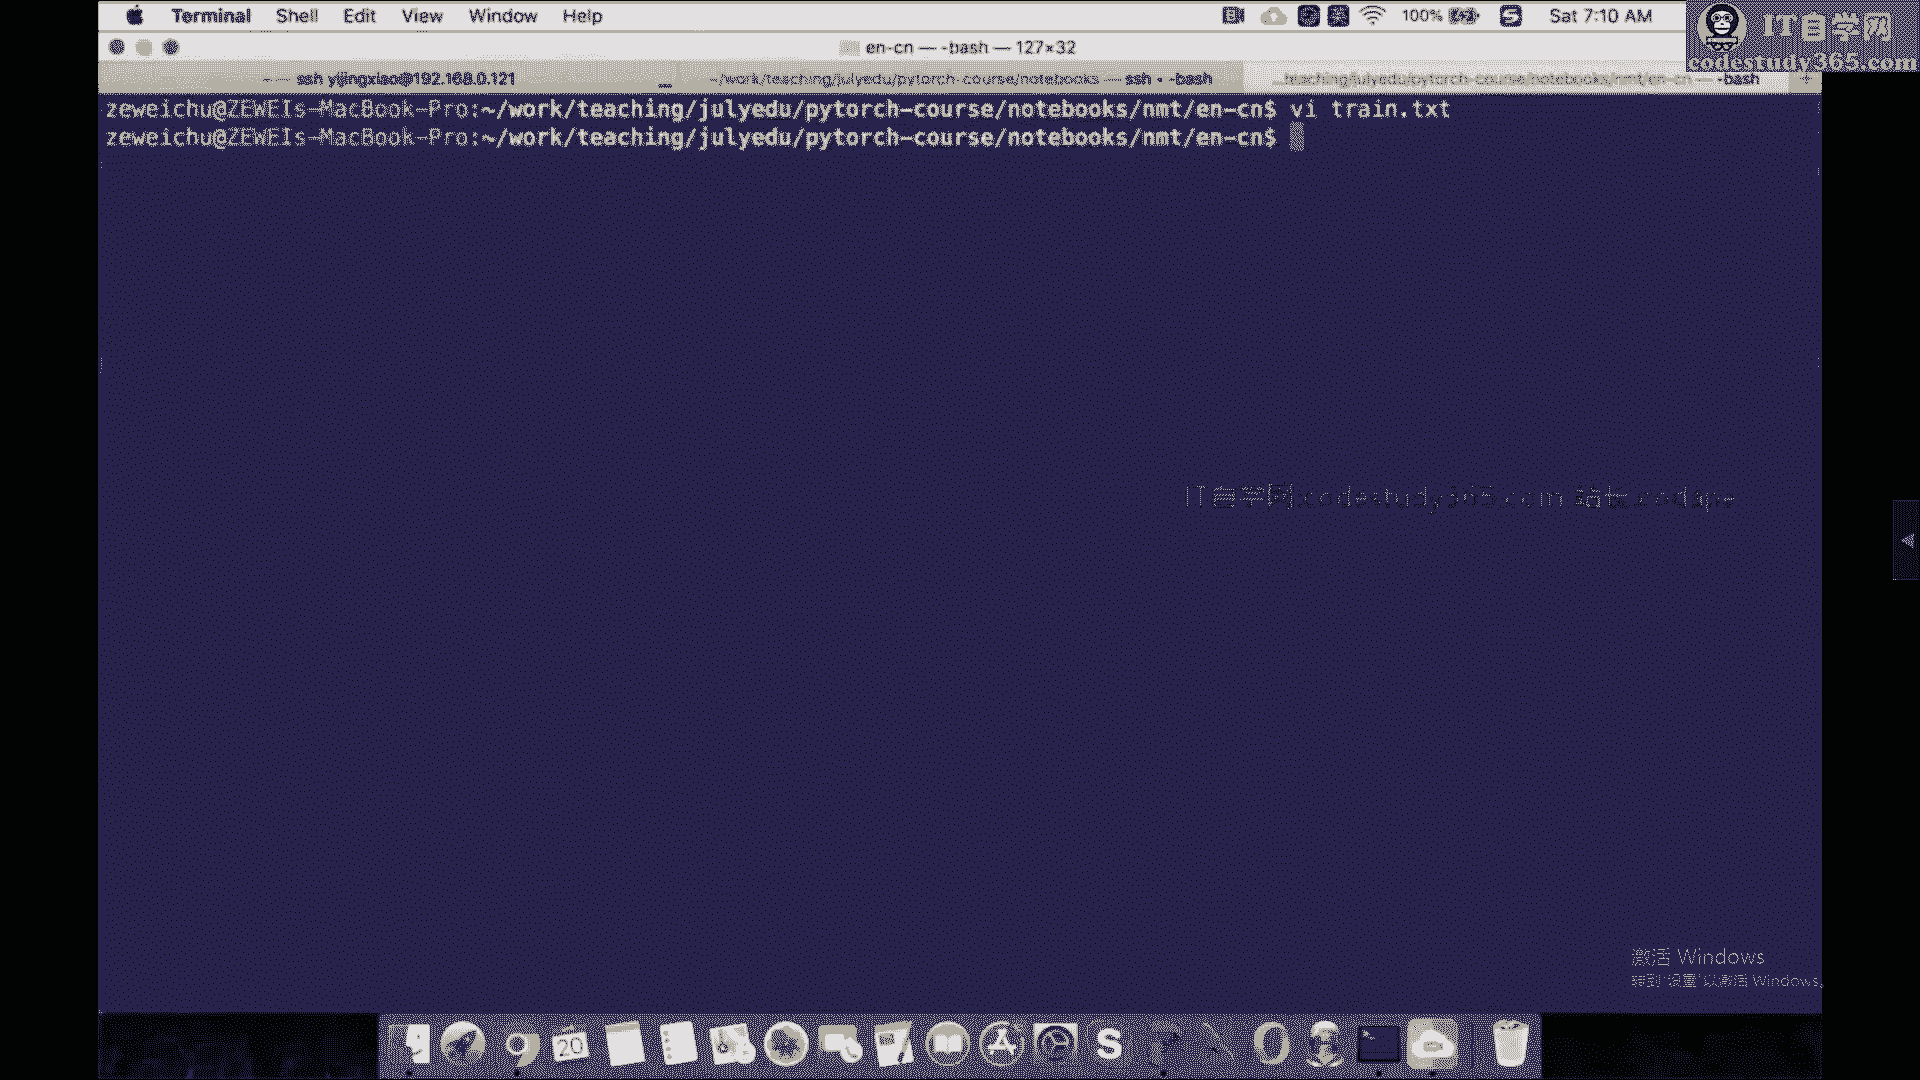 Terminal Shell Edit View Window Help 100% Sat 7:10 AM
IT自学网
codestudy365.com
en-cn — -bash — 127×32
ssh yijingxiao@192.168.0.121 ~/work/teaching/julyedu/pytorch-course/notebooks — ssh • -bash ...teaching/julyedu/pytorch-course/notebooks/nmt/en-cn — -bash +
zeweichu@ZEWEIs-MacBook-Pro:~/work/teaching/julyedu/pytorch-course/notebooks/nmt/en-cn$ vi train.txt
zeweichu@ZEWEIs-MacBook-Pro:~/work/teaching/julyedu/pytorch-course/notebooks/nmt/en-cn$
IT自学网:codestudy365.com 站长:codape
激活 Windows
转到"设置"以激活 Windows。
20